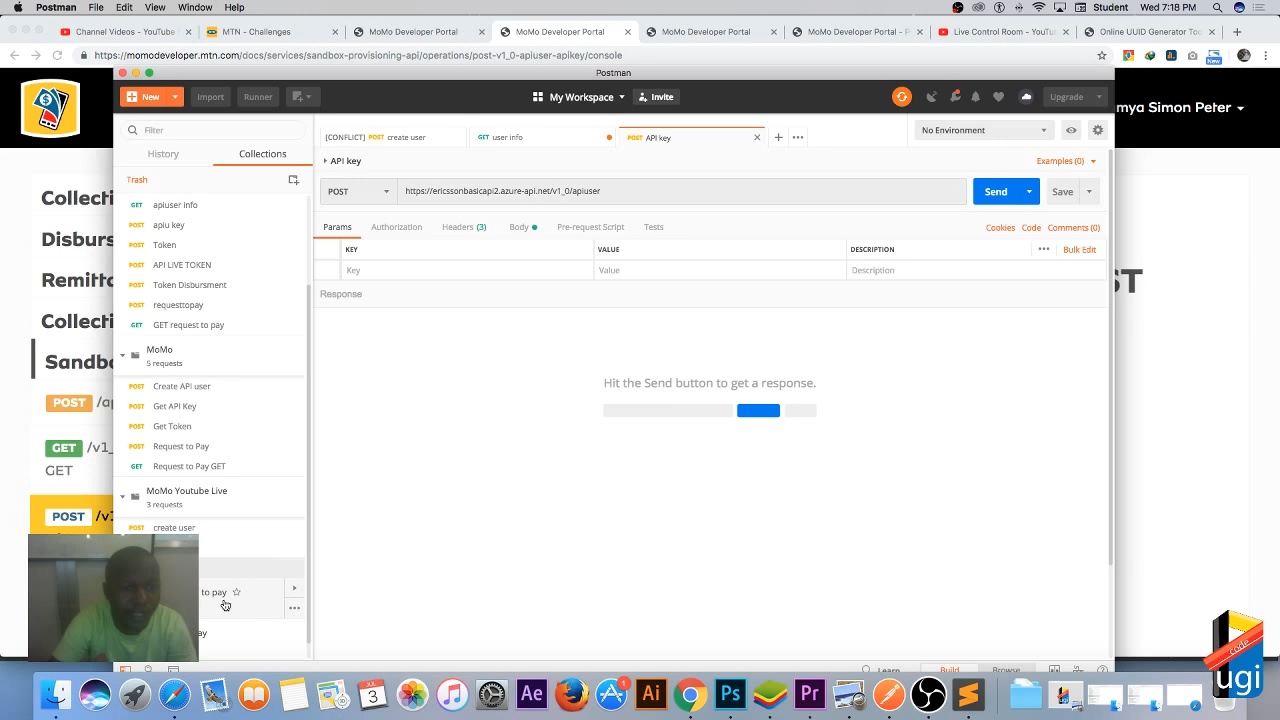 Postman File Edit View Window Help Student Wed 7:18 PM
Channel Videos - YouTube MTN - Challenges MoMo Developer Portal MoMo Developer Portal MoMo Developer Portal MoMo Developer Portal - P Live Control Room - YouTube Online UUID Generator Too
https://momodeveloper.mtn.com/docs/services/sandbox-provisioning-api/operations/post-v1_0-apiuser-apikey/console
New
Postman
New Import Runner My Workspace Invite Upgrade
mya Simon Peter
Filter
[CONFLICT] POST create user GET user info POST API key No Environment
History Collections
API key Examples (0)
Trash
POST https://ericssonbasicapi2.azure-api.net/v1_0/apiuser Send Save
GET apiuser info
POST apiu key
Params Authorization Headers (3) Body Pre-request Script Tests Cookies Code Comments (0)
POST Token
KEY VALUE DESCRIPTION Bulk Edit
POST API LIVE TOKEN
Key Value Description
POST Token Disbursment
Response
POST requesttopay
GET GET request to pay
MoMo
5 requests
POST Create API user
Hit the Send button to get a response.
POST Get API Key
POST Get Token
POST Request to Pay
GET Request to Pay GET
MoMo Youtube Live
3 requests
POST create user
to pay
ay
Learn Build Browse
Collecti
Disburs
Remitta
Collecti
Sandbo
POST /ap
GET /v1_
GET
POST /v1
ST
code
ugi